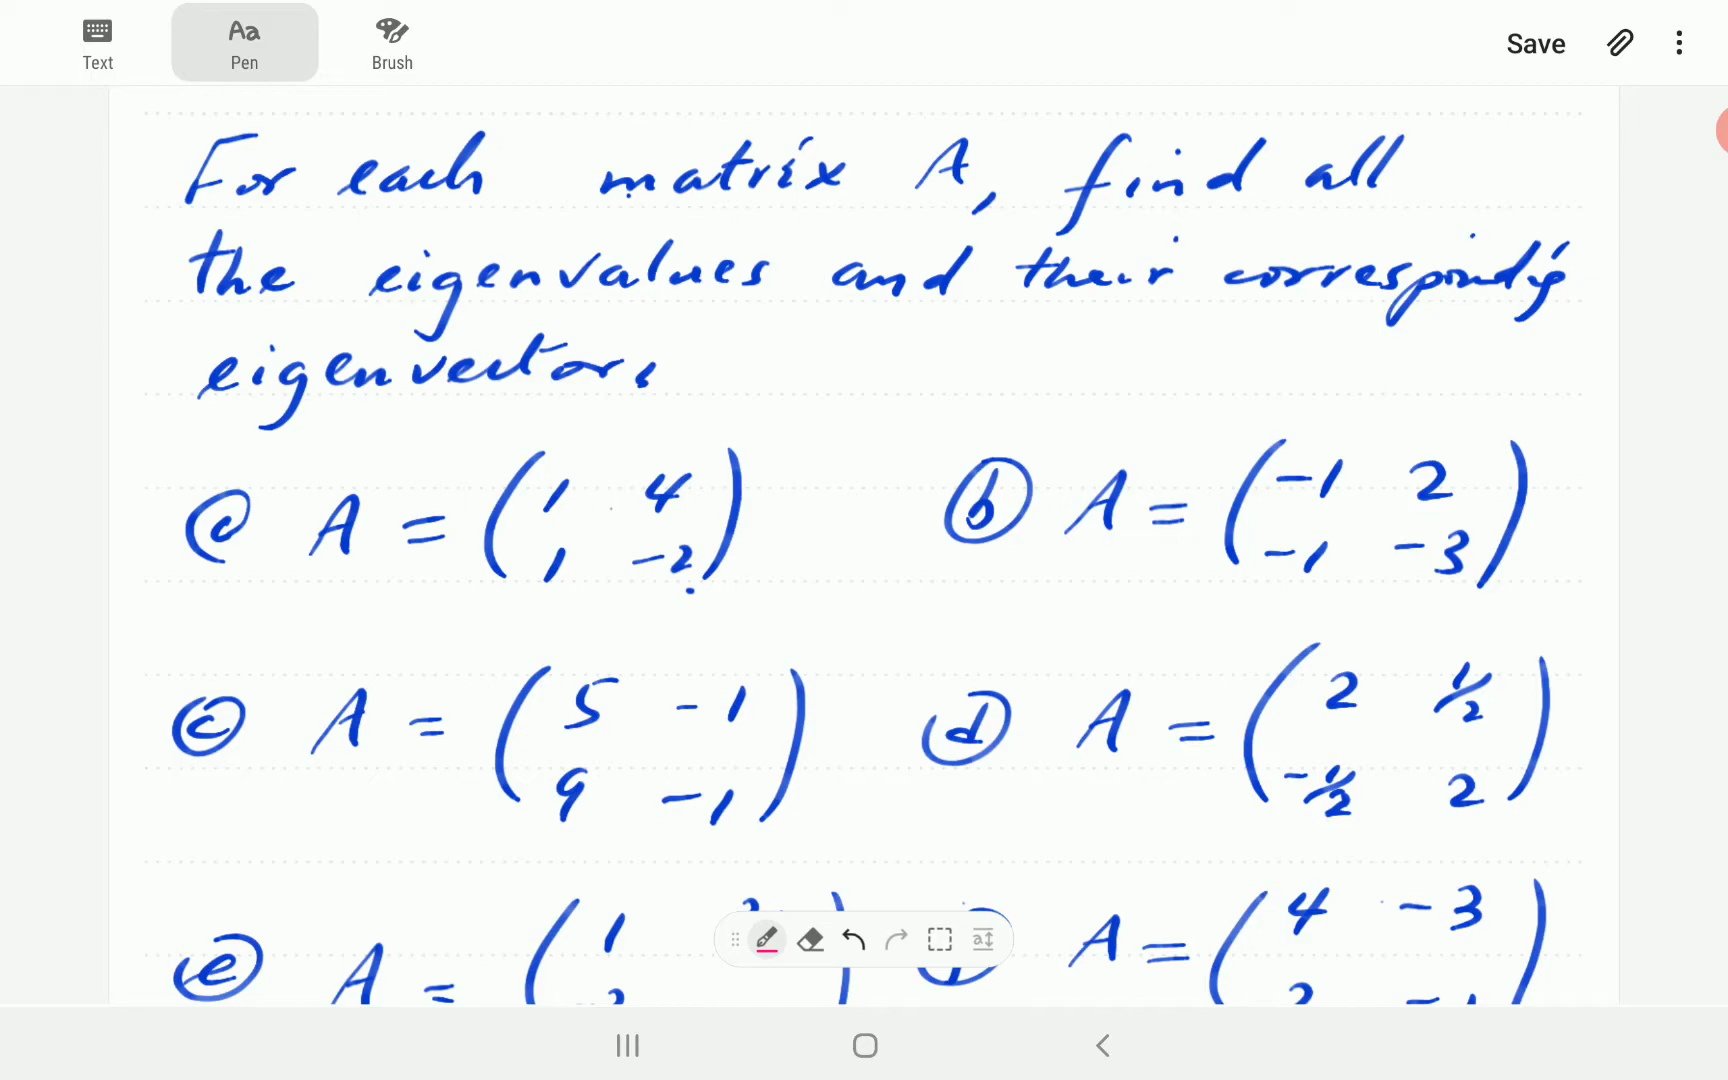 Text Pen Brush Save
For each matrix A, find all
the eigenvalues and their corresponding
eigenvectors
ⓐ A = (1 4 ⓑ A = (-1 2
1 -2) -1 -3)
ⓒ A = (5 -1 ⓓ A = (2 1/2
9 -1) -1/2 2)
ⓔ A = (1 A = (4 -3